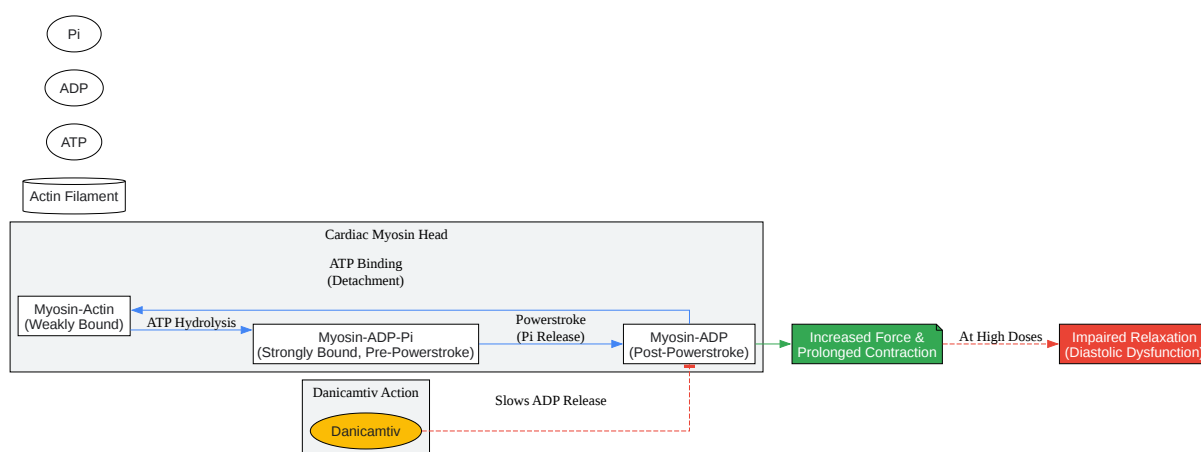 Pi
ADP
ATP
Actin Filament
Cardiac Myosin Head
ATP Binding
(Detachment)
Myosin-Actin
(Weakly Bound)
ATP Hydrolysis
Myosin-ADP-Pi
(Strongly Bound, Pre-Powerstroke)
Powerstroke
(Pi Release)
Myosin-ADP
(Post-Powerstroke)
Increased Force &
Prolonged Contraction
At High Doses
Impaired Relaxation
(Diastolic Dysfunction)
Danicamtiv Action
Slows ADP Release
Danicamtiv